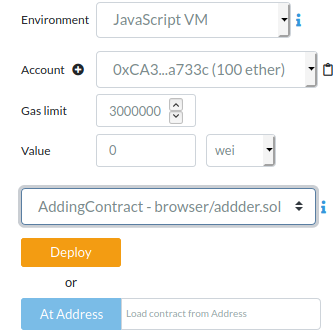 Environment JavaScript VM i
Account 0xCA3...a733c (100 ether)
Gas limit 3000000
Value 0 wei
AddingContract - browser/addder.sol i
Deploy
or
At Address Load contract from Address